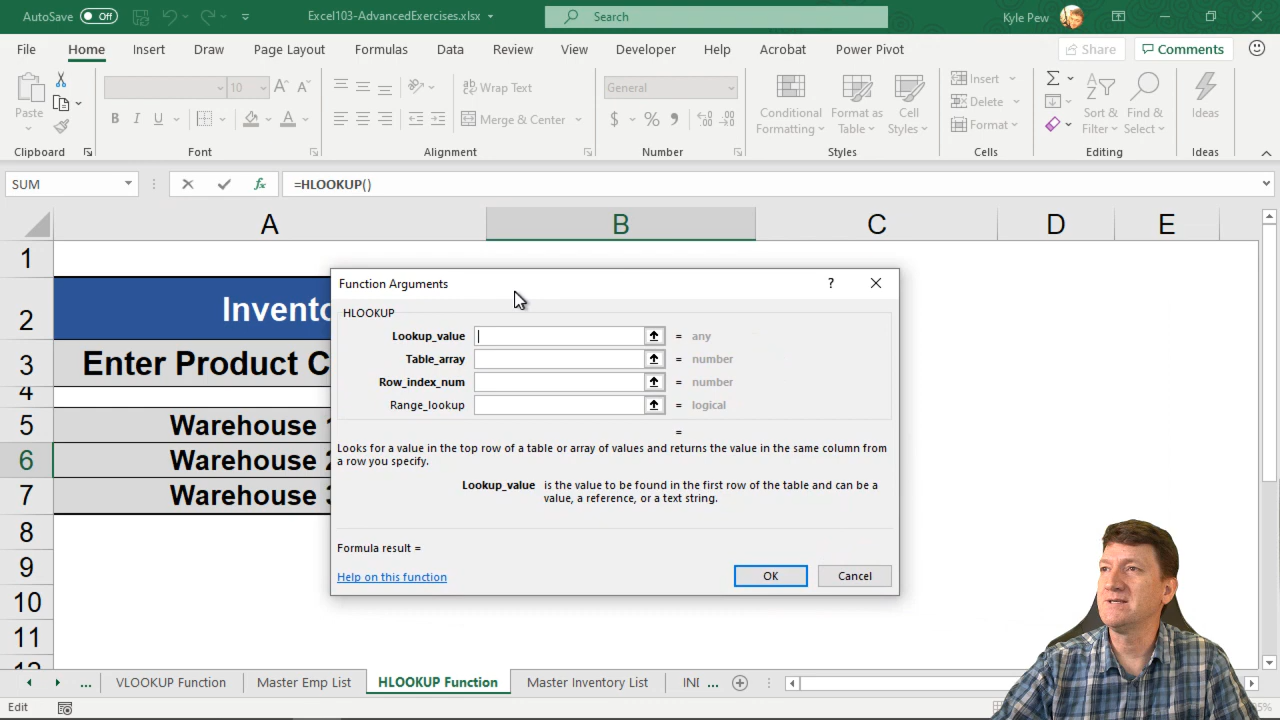 AutoSave Off Excel103-AdvancedExercises.xlsx Search Kyle Pew
File Home Insert Draw Page Layout Formulas Data Review View Developer Help Acrobat Power Pivot Share Comments
Paste 10 Wrap Text General Conditional Formatting Format as Table Cell Styles Insert Sort & Filter Find & Select Ideas
B I U Merge & Center $ % Delete Format
Clipboard Font Alignment Number Styles Cells Editing Ideas
SUM fx =HLOOKUP()
A B C D E
1
2 Invento
3 Enter Product C
4
5 Warehouse 1
6 Warehouse 2
7 Warehouse 3
8
9
10
11
12
Function Arguments ? 
HLOOKUP
Lookup_value = any
Table_array = number
Row_index_num = number
Range_lookup = logical
=
Looks for a value in the top row of a table or array of values and returns the value in the same column from
a row you specify.
Lookup_value is the value to be found in the first row of the table and can be a
value, a reference, or a text string.
Formula result =
Help on this function OK Cancel
... VLOOKUP Function Master Emp List HLOOKUP Function Master Inventory List INI ...
Edit